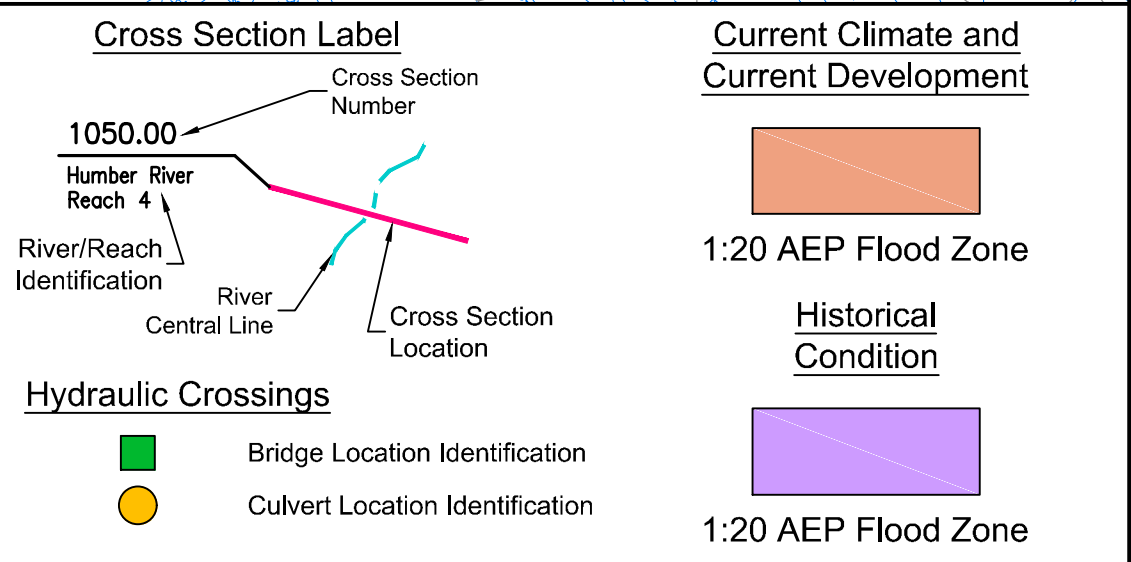 Cross Section Label
Cross Section
Number
1050.00
Humber River
Reach 4
River/Reach
Identification
River
Central Line
Cross Section
Location
Hydraulic Crossings
Bridge Location Identification
Culvert Location Identification
Current Climate and
Current Development
1:20 AEP Flood Zone
Historical
Condition
1:20 AEP Flood Zone